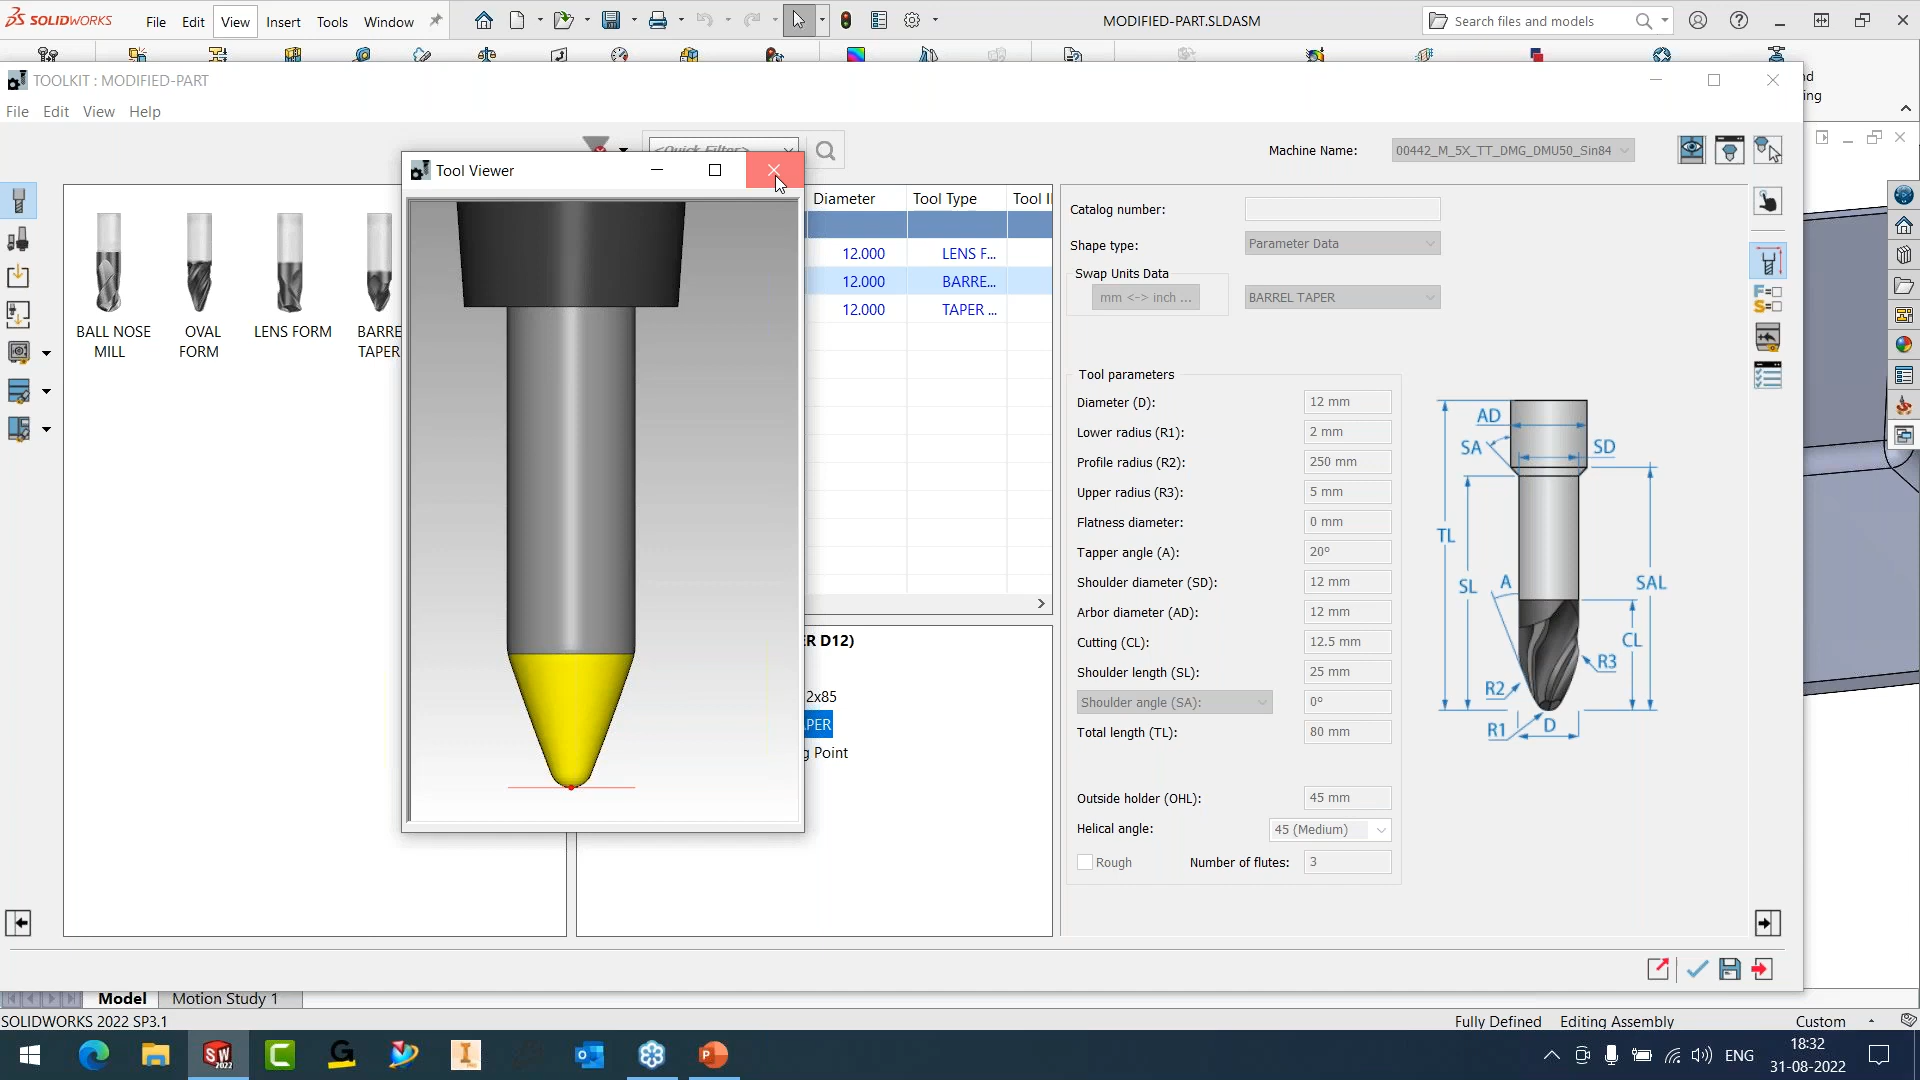 SOLIDWORKS File Edit View Insert Tools Window MODIFIED-PART.SLDASM Search files and models
TOOLKIT : MODIFIED-PART
File Edit View Help
<Quick Filter>
Machine Name: 00442_M_5X_TT_DMG_DMU50_Sin84
Tool Viewer
BALL NOSE MILL
OVAL FORM
LENS FORM
BARRE
TAPER
Diameter Tool Type Tool I
12.000 LENS F...
12.000 BARRE...
12.000 TAPER ...
R D12)
2x85
PER
g Point
Catalog number:
Shape type: Parameter Data
Swap Units Data
mm <-> inch ... BARREL TAPER
Tool parameters
Diameter (D): 12 mm
Lower radius (R1): 2 mm
Profile radius (R2): 250 mm
Upper radius (R3): 5 mm
Flatness diameter: 0 mm
Tapper angle (A): 20°
Shoulder diameter (SD): 12 mm
Arbor diameter (AD): 12 mm
Cutting (CL): 12.5 mm
Shoulder length (SL): 25 mm
Shoulder angle (SA): 0°
Total length (TL): 80 mm
Outside holder (OHL): 45 mm
Helical angle: 45 (Medium)
Rough Number of flutes: 3
AD
SA
SD
TL
SL
A
SAL
CL
R3
R2
R1
D
F=
S=
nd
ing
Model Motion Study 1
SOLIDWORKS 2022 SP3.1 Fully Defined Editing Assembly Custom
SW 2022
ENG
18:32
31-08-2022